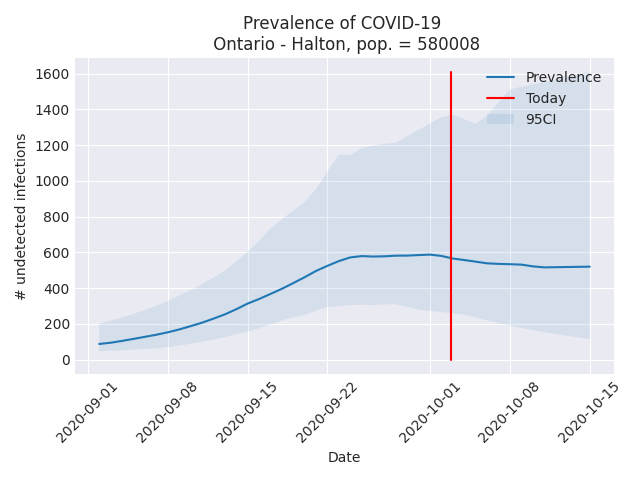 Prevalence of COVID-19
Ontario - Halton, pop. = 580008
1600
1400
1200
1000
800
600
400
200
0
# undetected infections
Prevalence
Today
95CI
2020-09-01
2020-09-08
2020-09-15
2020-09-22
2020-10-01
2020-10-08
2020-10-15
Date